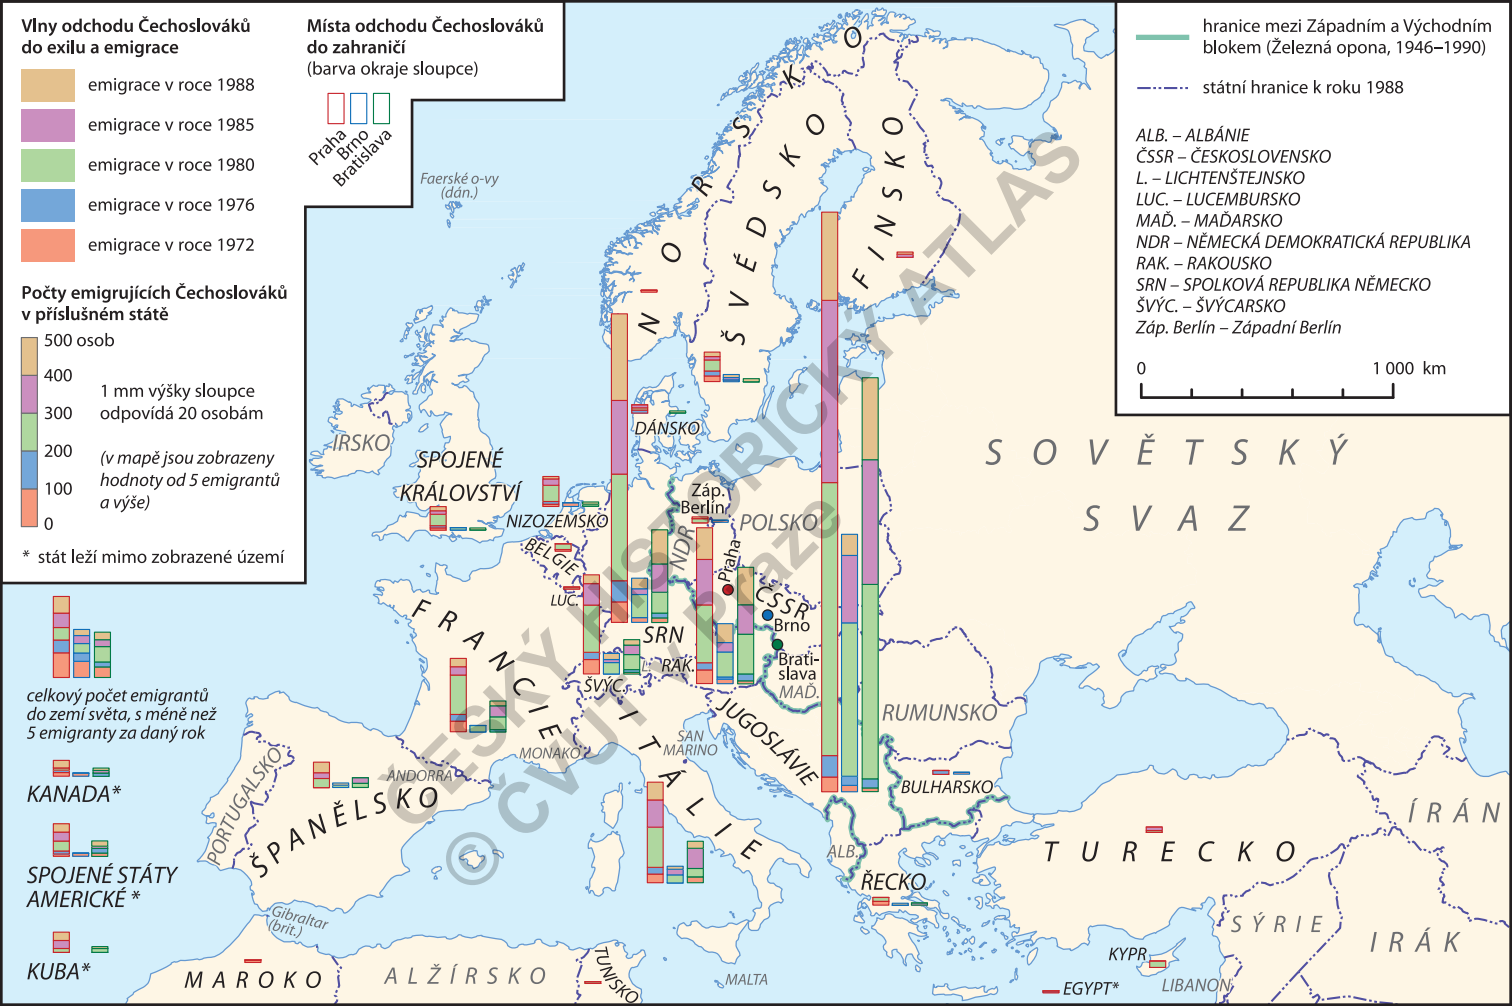 Vlny odchodu Čechoslováků
do exilu a emigrace
emigrace v roce 1988
emigrace v roce 1985
emigrace v roce 1980
emigrace v roce 1976
emigrace v roce 1972
Místa odchodu Čechoslováků
do zahraničí
(barva okraje sloupce)
Praha
Brno
Bratislava
Počty emigrujících Čechoslováků
v příslušném státě
500 osob
400
300
200
100
0
1 mm výšky sloupce
odpovídá 20 osobám
(v mapě jsou zobrazeny
hodnoty od 5 emigrantů
a výše)
* stát leží mimo zobrazené území
hranice mezi Západním a Východním
blokem (Železná opona, 1946–1990)
státní hranice k roku 1988
ALB. – ALBÁNIE
ČSSR – ČESKOSLOVENSKO
L. – LICHTENŠTEJNSKO
LUC. – LUCEMBURSKO
MAĎ. – MAĎARSKO
NDR – NĚMECKÁ DEMOKRATICKÁ REPUBLIKA
RAK. – RAKOUSKO
SRN – SPOLKOVÁ REPUBLIKA NĚMECKO
ŠVÝC. – ŠVÝCARSKO
Záp. Berlín – Západní Berlín
0
1 000 km
Faerské o-vy
(dán.)
NORSKO
ŠVÉDSKO
FINSKO
IRSKO
SPOJENÉ
KRÁLOVSTVÍ
DÁNSKO
NIZOZEMSKO
BELGIE
LUC.
Záp.
Berlín
NDR
POLSKO
SOVĚTSKÝ
SVAZ
Praha
ČSSR
Brno
Brati-
slava
SRN
L.
RAK.
MAĎ.
ŠVÝC.
FRANCIE
MONAKO
ITÁLIE
SAN
MARINO
JUGOSLÁVIE
RUMUNSKO
BULHARSKO
ALB.
ŘECKO
TURECKO
ANDORRA
ŠPANĚLSKO
PORTUGALSKO
Gibraltar
(brit.)
MAROKO
ALŽÍRSKO
TUNISKO
MALTA
KYPR
LIBANON
EGYPT*
SÝRIE
IRÁK
ÍRÁN
celkový počet emigrantů
do zemí světa, s méně než
5 emigranty za daný rok
KANADA*
SPOJENÉ STÁTY
AMERICKÉ *
KUBA*
ČESKÝ HISTORICKÝ ATLAS
© ČVUT v Praze